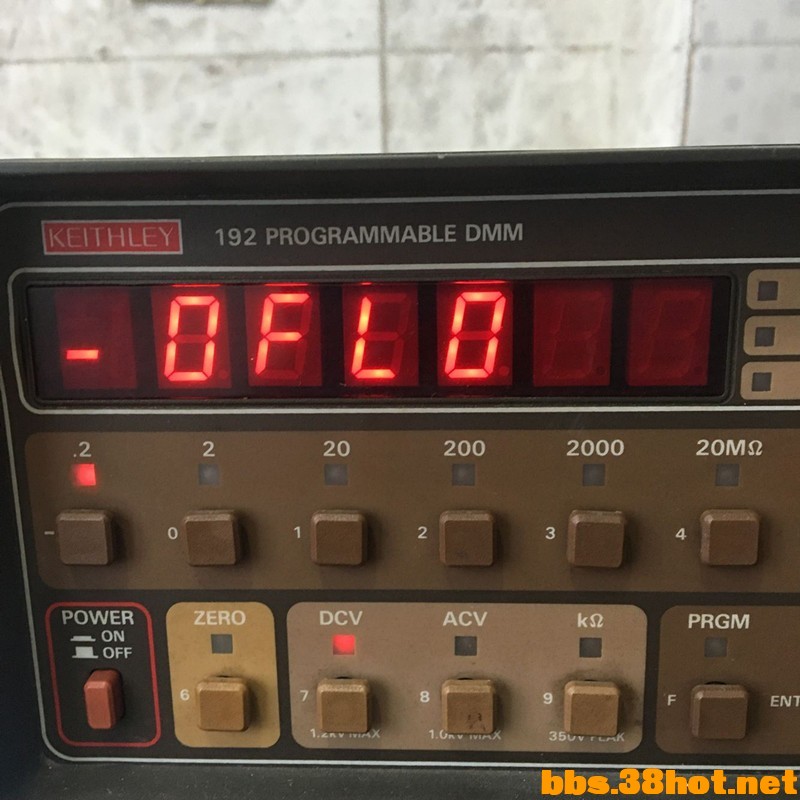 KEITHLEY 192 PROGRAMMABLE DMM
- OFLO
.2 2 20 200 2000 20MΩ
- 0 1 2 3 4
POWER ZERO DCV ACV kΩ PRGM
ON
OFF
6 7 8 9 F ENT
1.2kV MAX 1.0kV MAX 350V PEAK
bbs.38hot.net